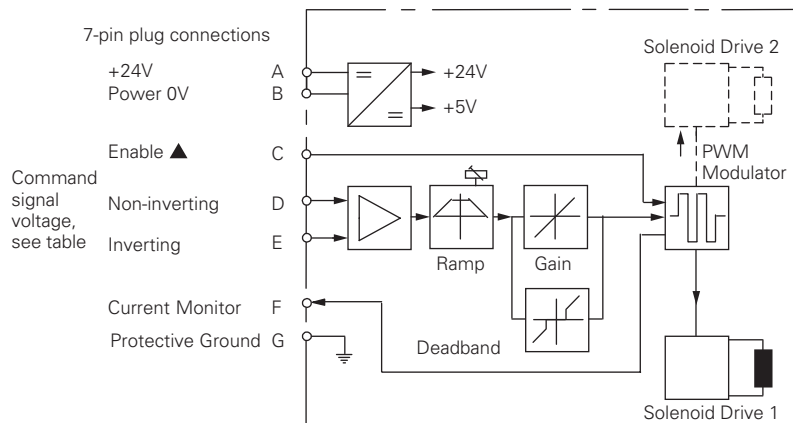 7-pin plug connections
+24V A
Power 0V B
+24V
+5V
Solenoid Drive 2
PWM
Modulator
Enable ▲ C
Command
signal
voltage,
see table
Non-inverting D
Inverting E
Ramp
Gain
Current Monitor F
Protective Ground G
Deadband
Solenoid Drive 1